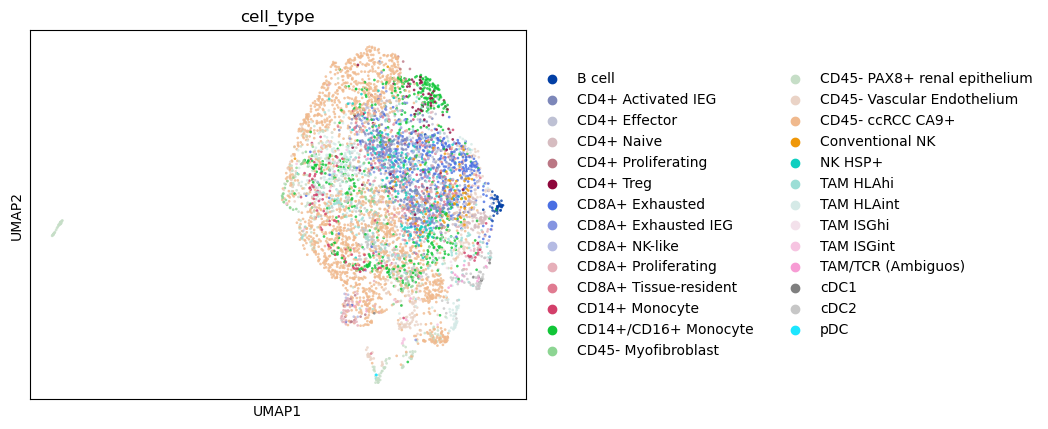 cell_type
UMAP2
UMAP1
B cell
CD4+ Activated IEG
CD4+ Effector
CD4+ Naive
CD4+ Proliferating
CD4+ Treg
CD8A+ Exhausted
CD8A+ Exhausted IEG
CD8A+ NK-like
CD8A+ Proliferating
CD8A+ Tissue-resident
CD14+ Monocyte
CD14+/CD16+ Monocyte
CD45- Myofibroblast
CD45- PAX8+ renal epithelium
CD45- Vascular Endothelium
CD45- ccRCC CA9+
Conventional NK
NK HSP+
TAM HLAhi
TAM HLAint
TAM ISGhi
TAM ISGint
TAM/TCR (Ambiguos)
cDC1
cDC2
pDC